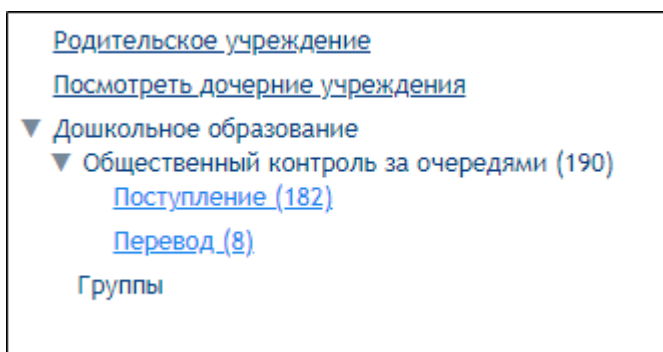 Родительское учреждение
Посмотреть дочерние учреждения
Дошкольное образование
Общественный контроль за очередями (190)
Поступление (182)
Перевод (8)
Группы